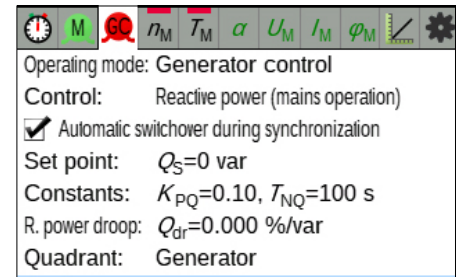 M GC nM TM α UM IM φM
Operating mode: Generator control
Control: Reactive power (mains operation)
Automatic switchover during synchronization
Set point: QS=0 var
Constants: KPQ=0.10, TNQ=100 s
R. power droop: Qdr=0.000 %/var
Quadrant: Generator